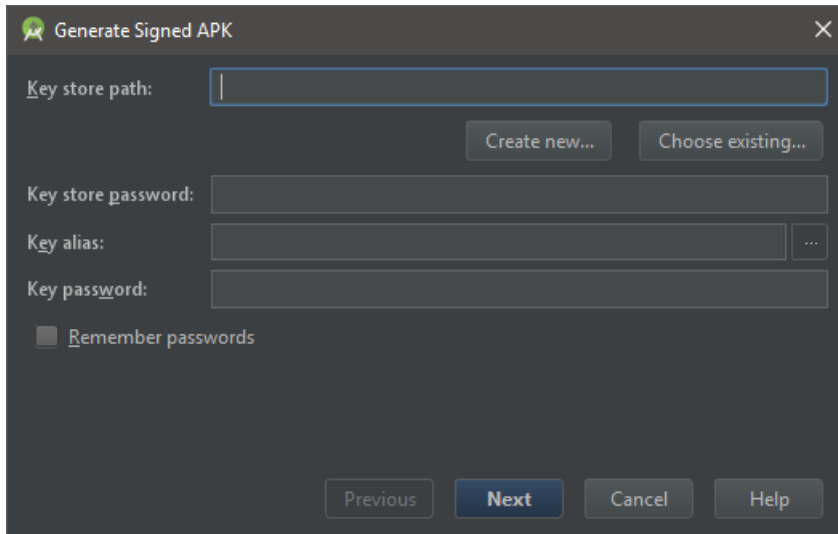 Generate Signed APK
Key store path:
Create new... Choose existing...
Key store password:
Key alias: ...
Key password:
Remember passwords
Previous Next Cancel Help